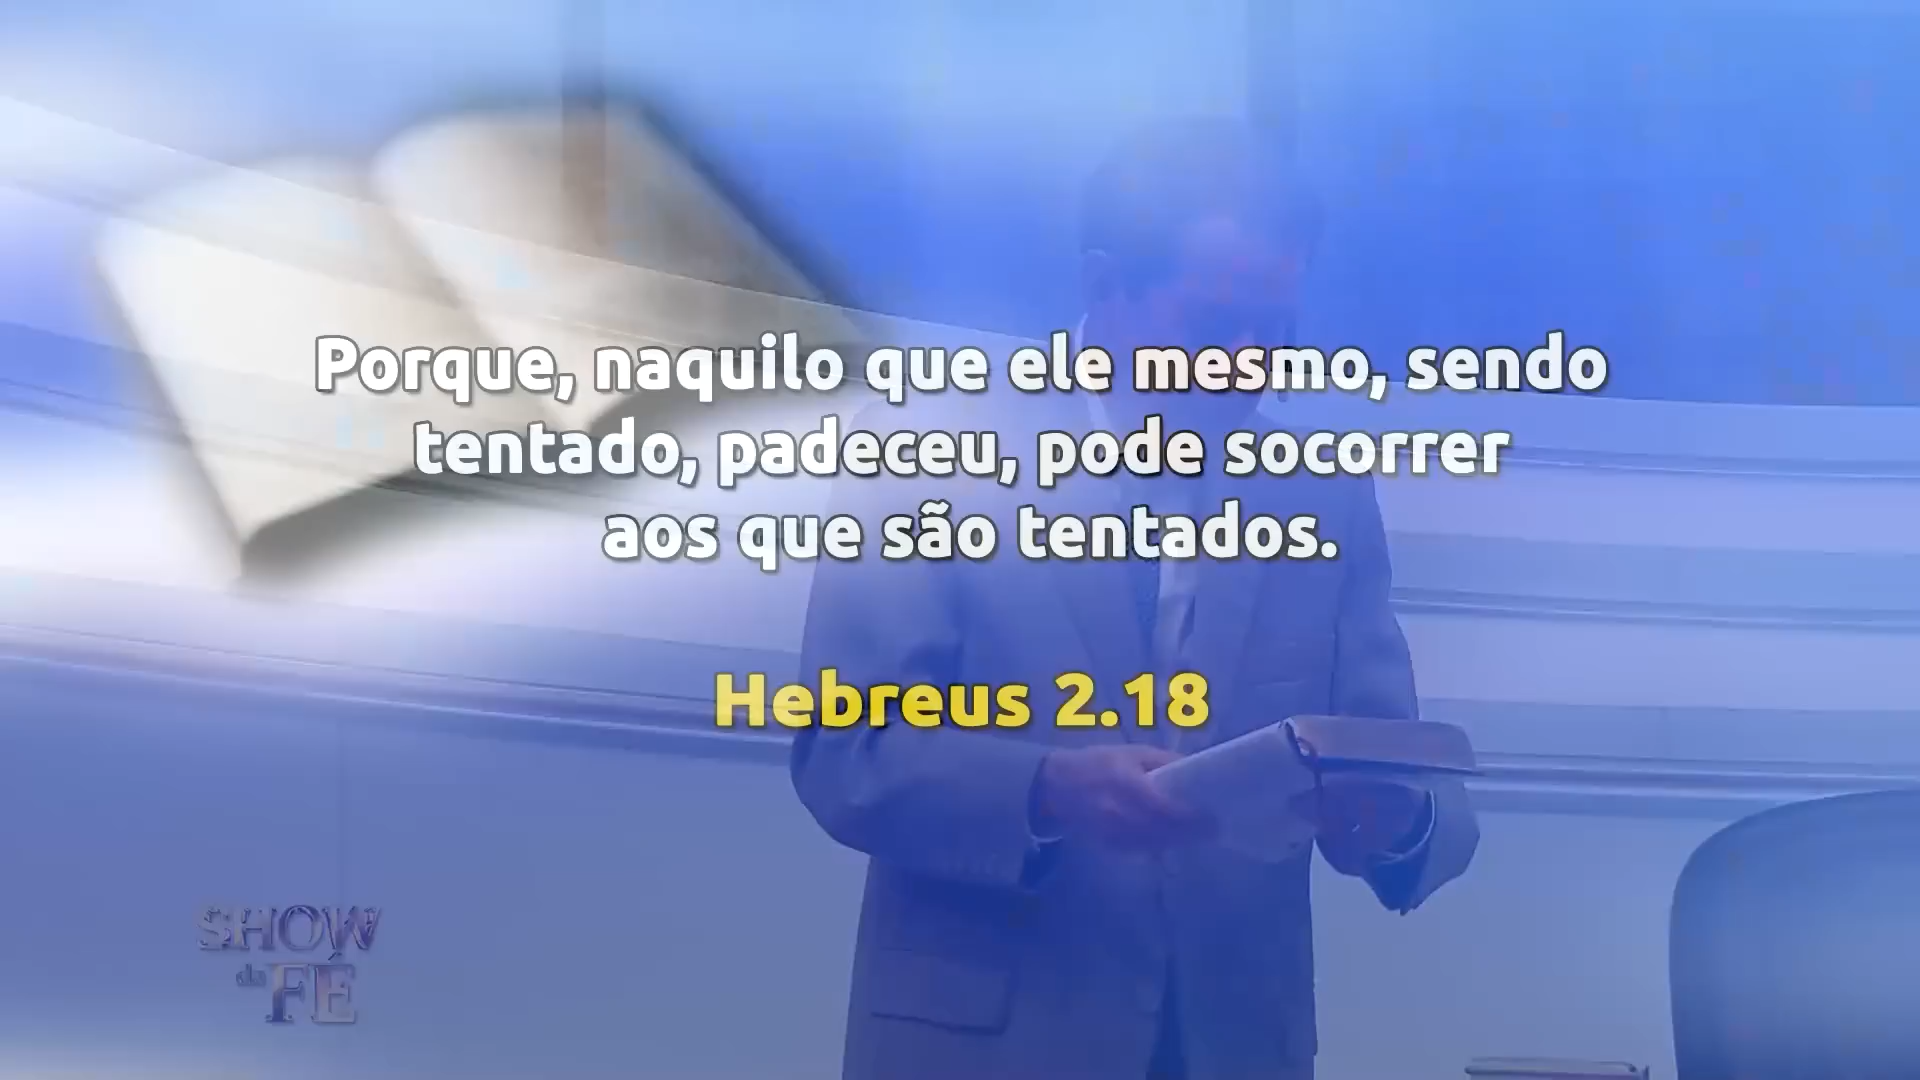 Porque, naquilo que ele mesmo, sendo
tentado, padeceu, pode socorrer
aos que são tentados.
Hebreus 2.18
SHOW
da FÉ